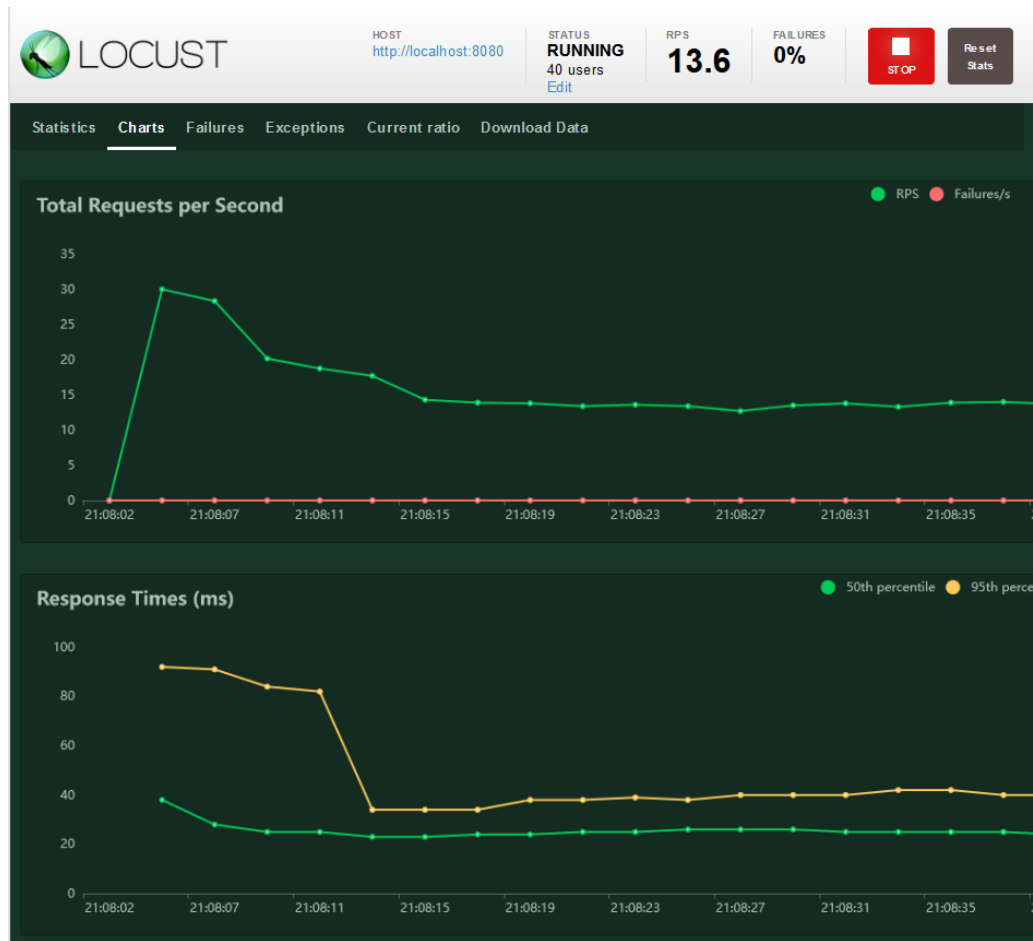 LOCUST
HOST
http://localhost:8080
STATUS
RUNNING
40 users
Edit
RPS
13.6
FAILURES
0%
STOP
Reset
Stats
Statistics Charts Failures Exceptions Current ratio Download Data
Total Requests per Second
RPS Failures/s
35
30
25
20
15
10
5
0
21:08:02 21:08:07 21:08:11 21:08:15 21:08:19 21:08:23 21:08:27 21:08:31 21:08:35
Response Times (ms)
50th percentile 95th perce
100
80
60
40
20
0
21:08:02 21:08:07 21:08:11 21:08:15 21:08:19 21:08:23 21:08:27 21:08:31 21:08:35